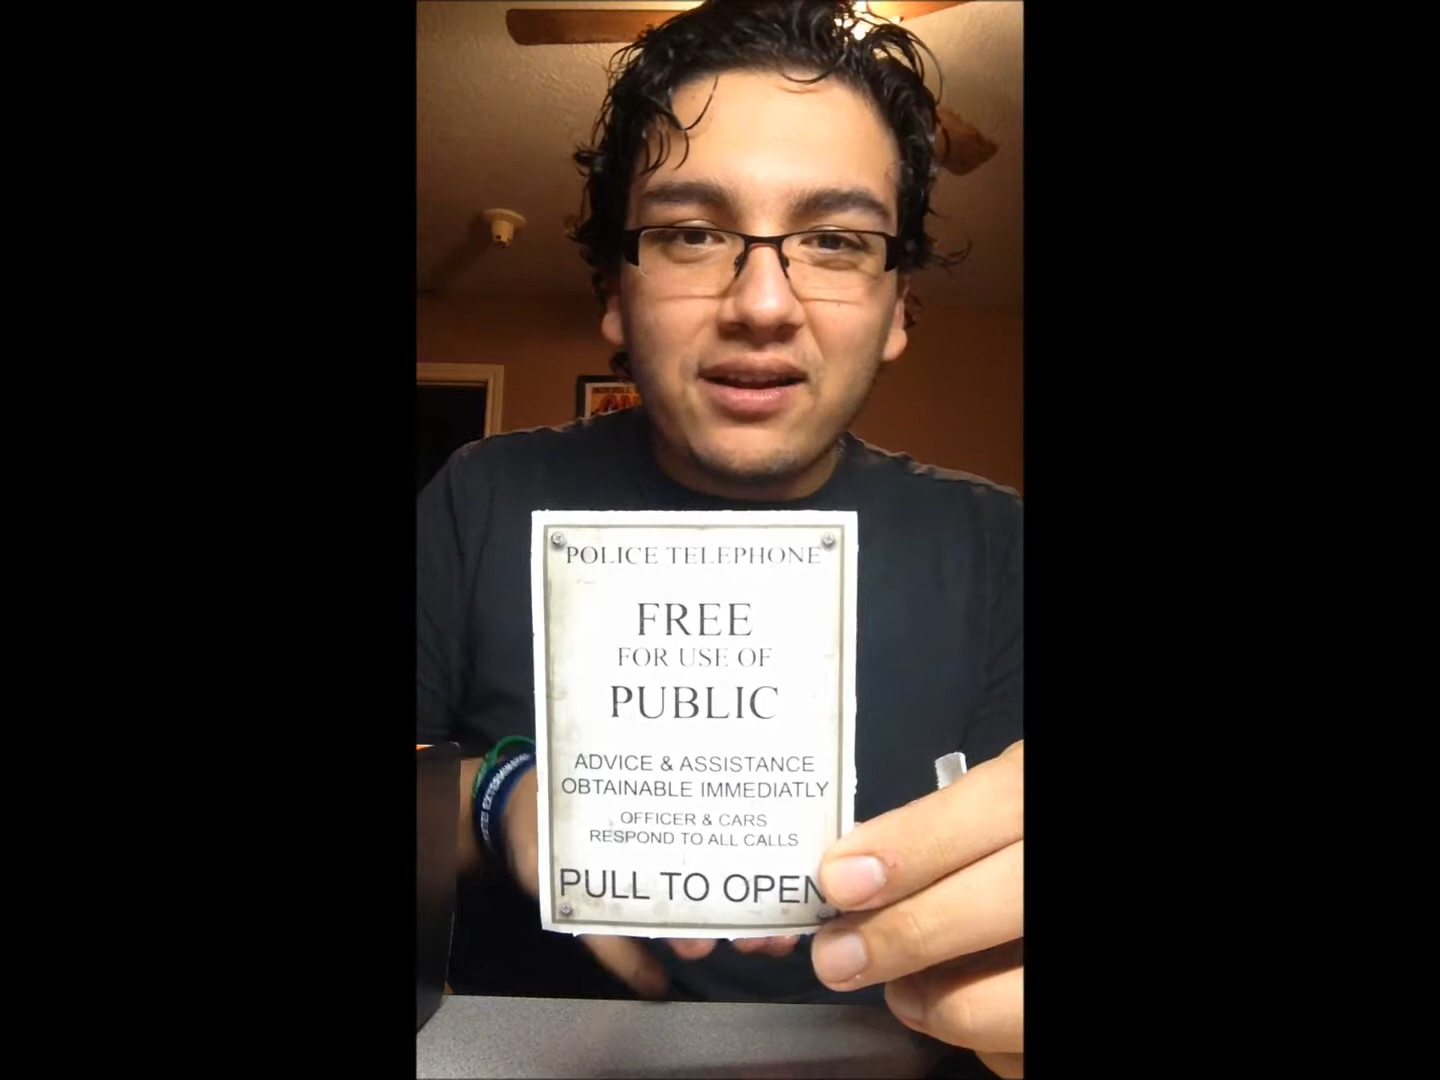 POLICE TELEPHONE
FREE
FOR USE OF
PUBLIC
ADVICE & ASSISTANCE
OBTAINABLE IMMEDIATLY
OFFICER & CARS
RESPOND TO ALL CALLS
PULL TO OPEN